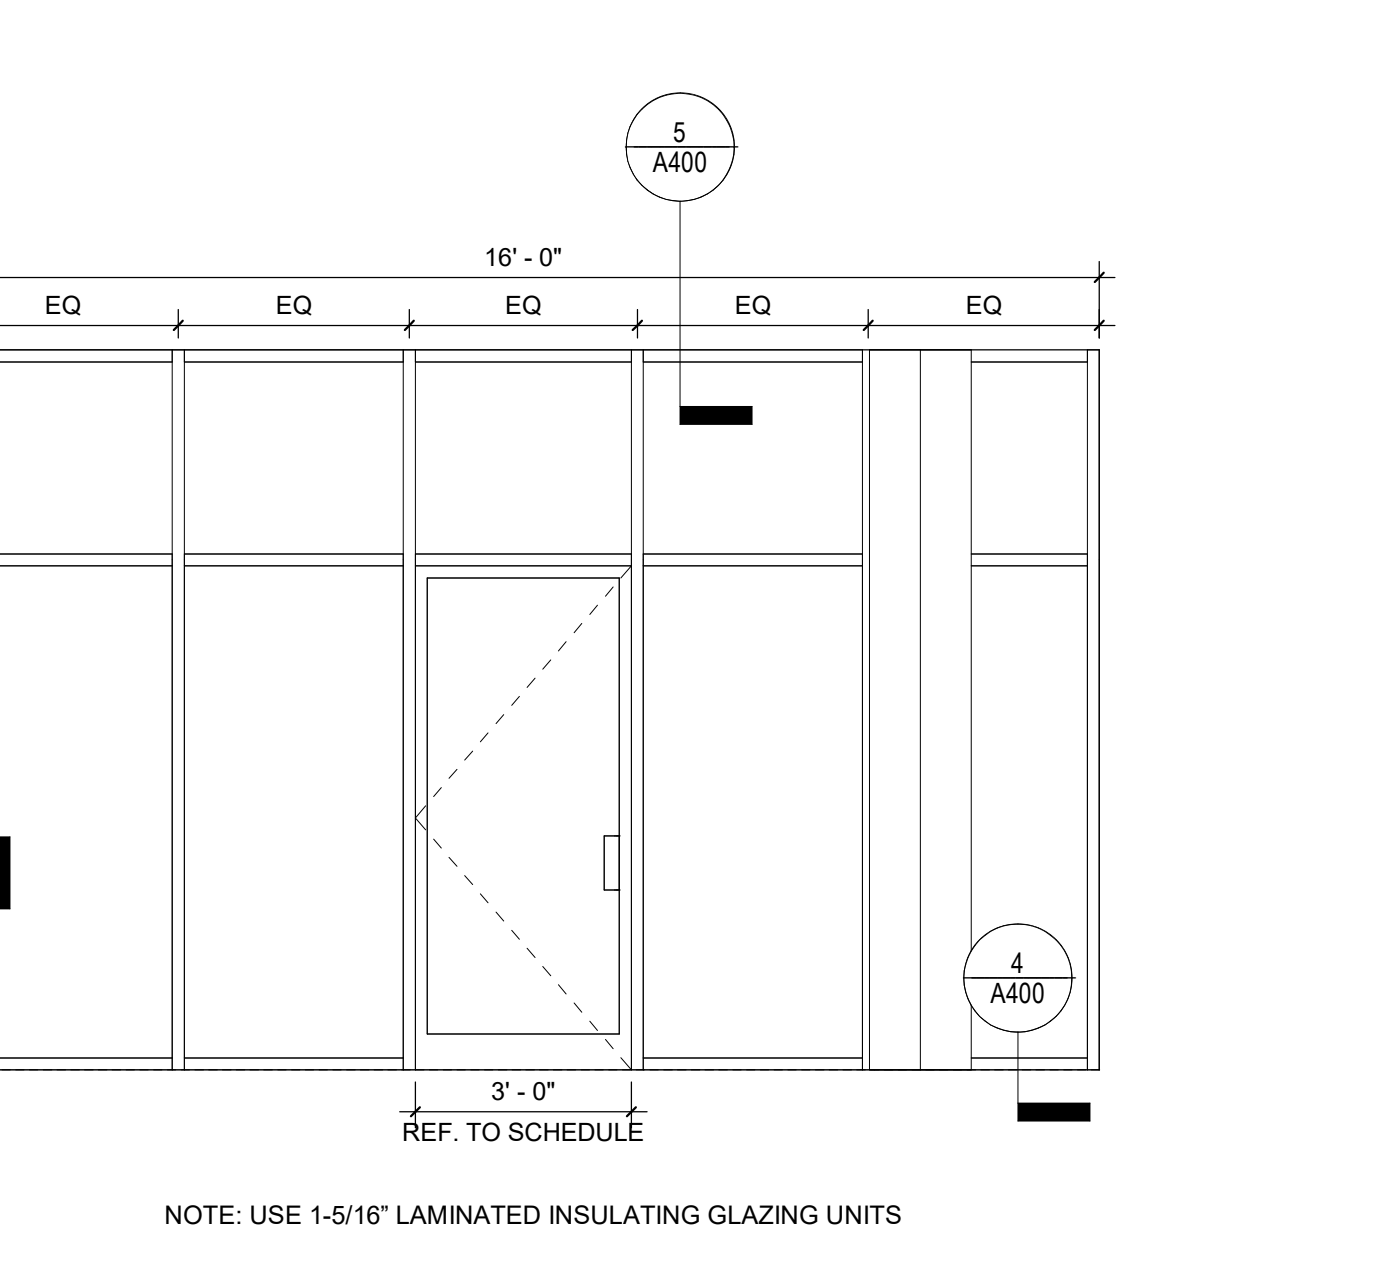 5
A400
16' - 0"
EQ EQ EQ EQ EQ
4
A400
3' - 0"
REF. TO SCHEDULE
NOTE: USE 1-5/16” LAMINATED INSULATING GLAZING UNITS